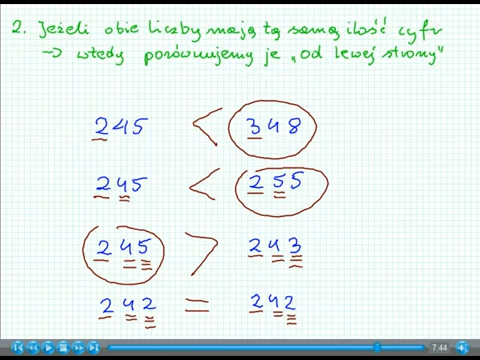 2. Jeżeli obie liczby mają tą samą ilość cyfr
→ wtedy porównujemy je „od lewej strony"
245 < 348
245 < 255
245 > 243
242 = 242
7:44